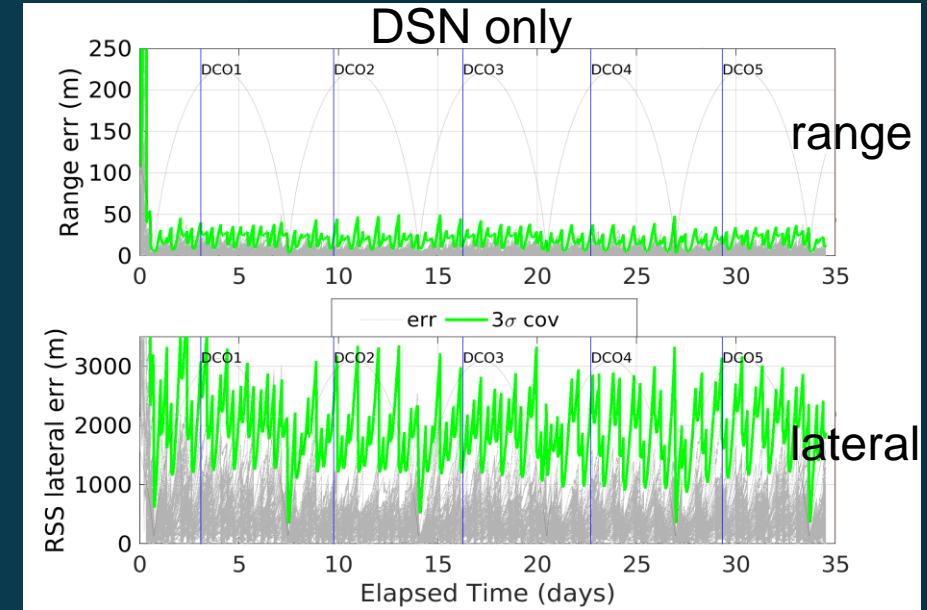 DSN only
Range err (m)
250
200
150
100
50
0
DCO1 DCO2 DCO3 DCO4 DCO5
range
0 5 10 15 20 25 30 35
err 3σ cov
RSS lateral err (m)
3000
2000
1000
0
DCO1 DCO2 DCO3 DCO4 DCO5
lateral
0 5 10 15 20 25 30 35
Elapsed Time (days)